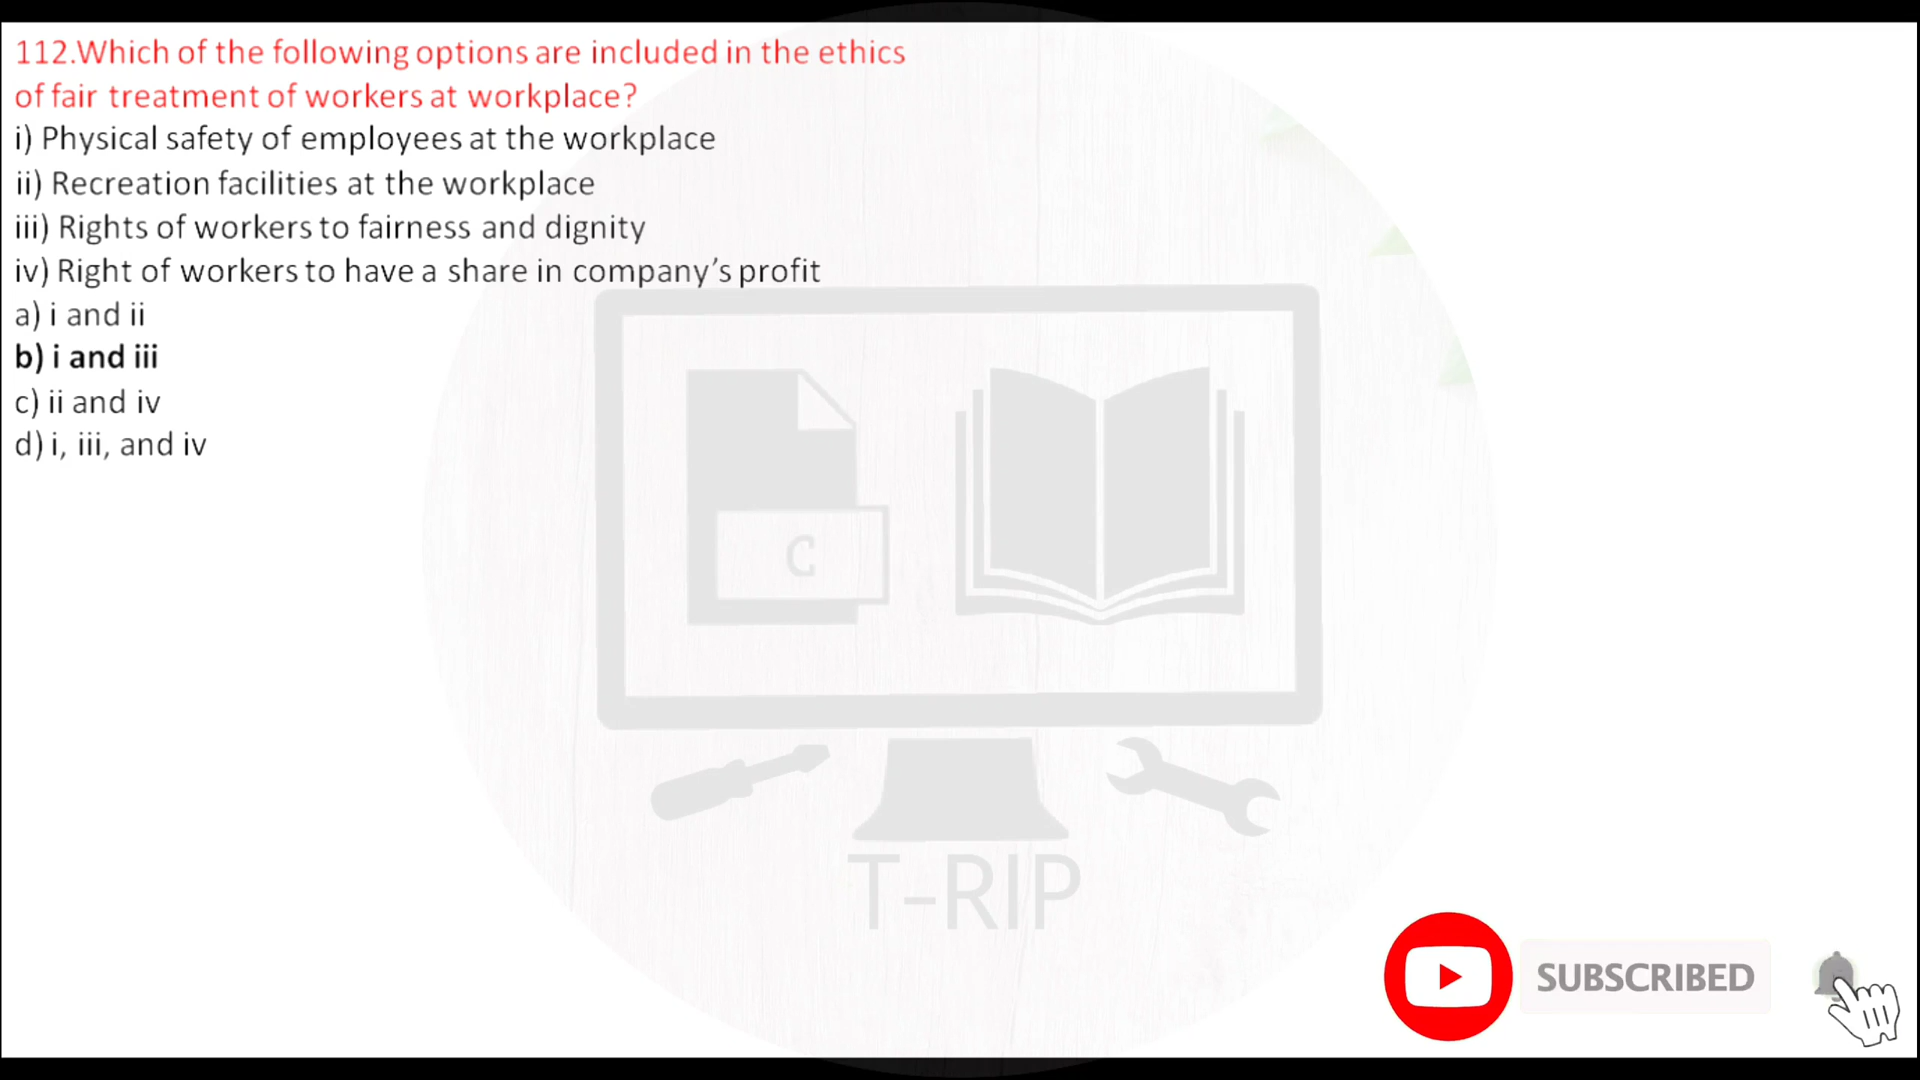 112.Which of the following options are included in the ethics
of fair treatment of workers at workplace?
i) Physical safety of employees at the workplace
ii) Recreation facilities at the workplace
iii) Rights of workers to fairness and dignity
iv) Right of workers to have a share in company’s profit
a) i and ii
b) i and iii
c) ii and iv
d) i, iii, and iv
C
T-RIP
SUBSCRIBED